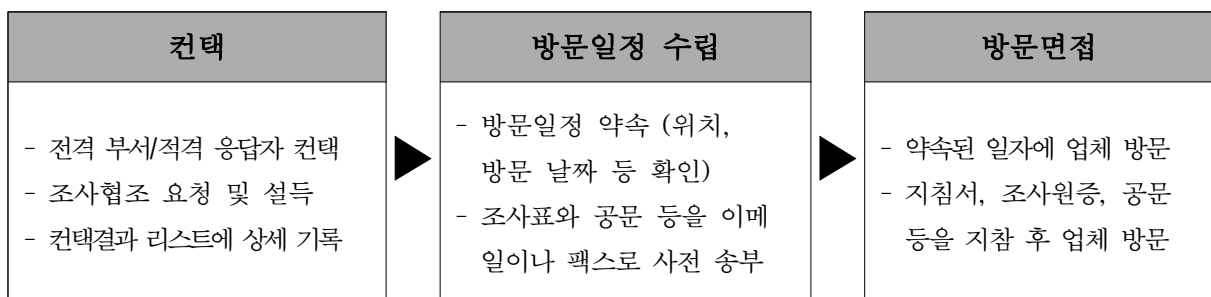 컨택
- 전격 부서/적격 응답자 컨택
- 조사협조 요청 및 설득
- 컨택결과 리스트에 상세 기록
방문일정 수립
- 방문일정 약속 (위치,
방문 날짜 등 확인)
- 조사표와 공문 등을 이메
일이나 팩스로 사전 송부
방문면접
- 약속된 일자에 업체 방문
- 지침서, 조사원증, 공문
등을 지참 후 업체 방문